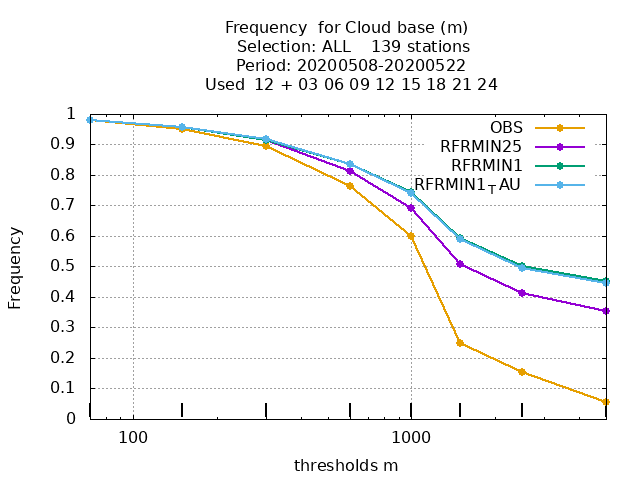 Frequency  for Cloud base (m)
Selection: ALL    139 stations
Period: 20200508-20200522
Used  12 + 03 06 09 12 15 18 21 24
1
0.9
0.8
0.7
0.6
0.5
0.4
0.3
0.2
0.1
0
Frequency
OBS
RFRMIN25
RFRMIN1
RFRMIN1TAU
100
1000
thresholds m